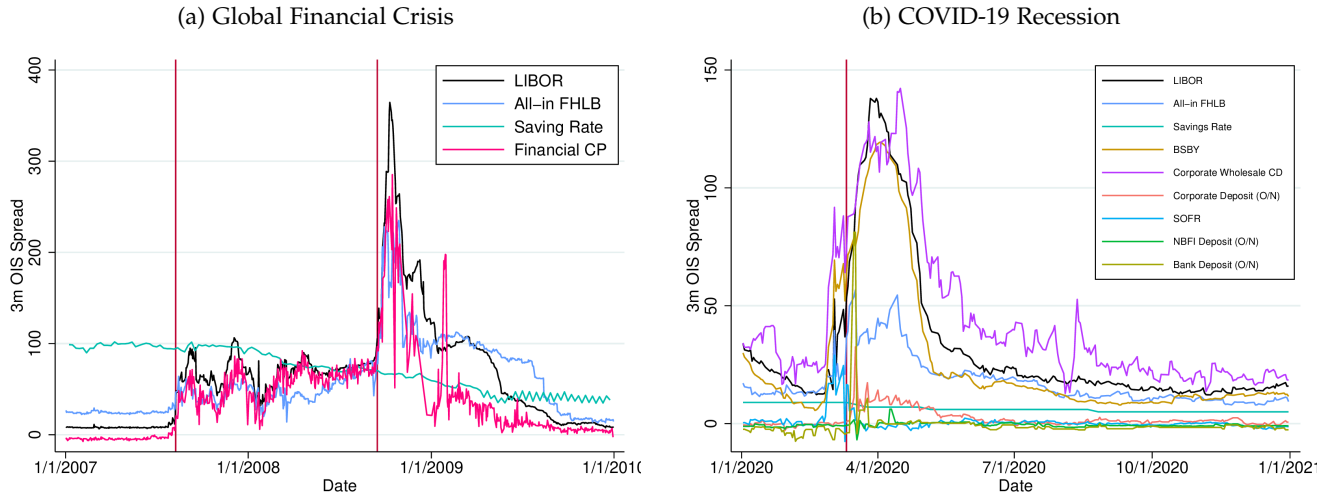 (a) Global Financial Crisis
400
300
200
100
0
3m OIS Spread
1/1/2007
1/1/2008
1/1/2009
1/1/2010
Date
LIBOR
All−in FHLB
Saving Rate
Financial CP
(b) COVID-19 Recession
150
100
50
0
3m OIS Spread
1/1/2020
4/1/2020
7/1/2020
10/1/2020
1/1/2021
Date
LIBOR
All−in FHLB
Savings Rate
BSBY
Corporate Wholesale CD
Corporate Deposit (O/N)
SOFR
NBFI Deposit (O/N)
Bank Deposit (O/N)